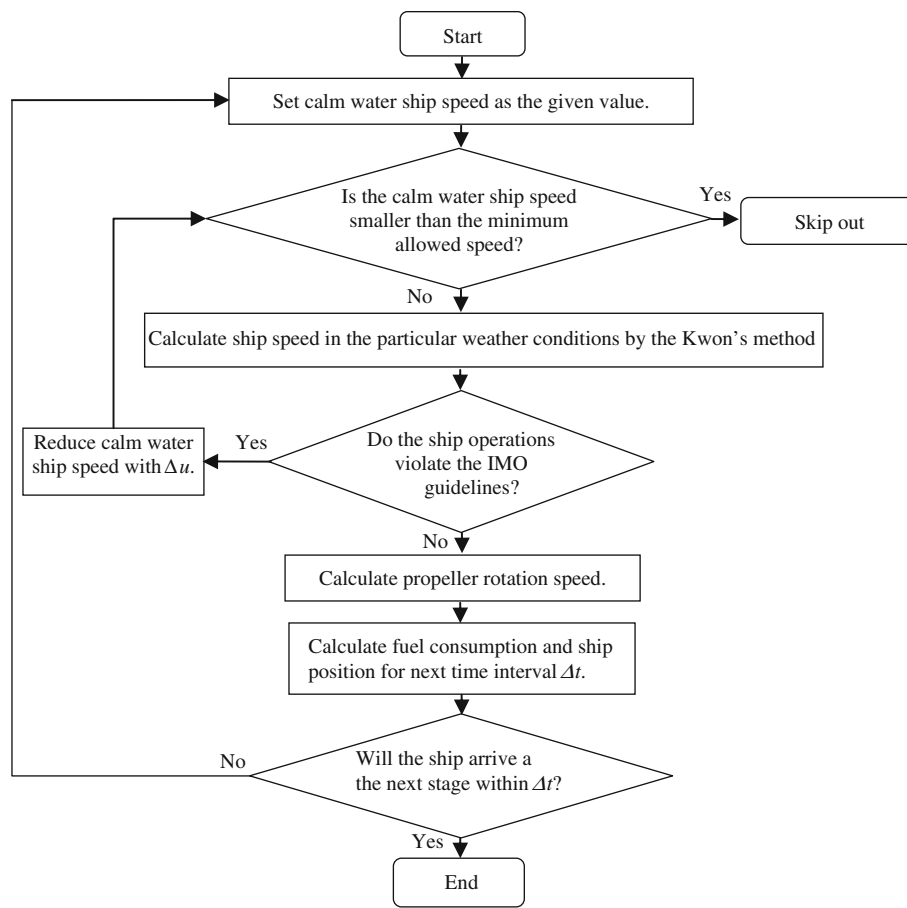 Start
Set calm water ship speed as the given value.
Is the calm water ship speed
smaller than the minimum
allowed speed?
Yes
Skip out
No
Calculate ship speed in the particular weather conditions by the Kwon's method
Do the ship operations
violate the IMO
guidelines?
Yes
Reduce calm water
ship speed with Δu.
No
Calculate propeller rotation speed.
Calculate fuel consumption and ship
position for next time interval Δt.
Will the ship arrive a
the next stage within Δt?
No
Yes
End